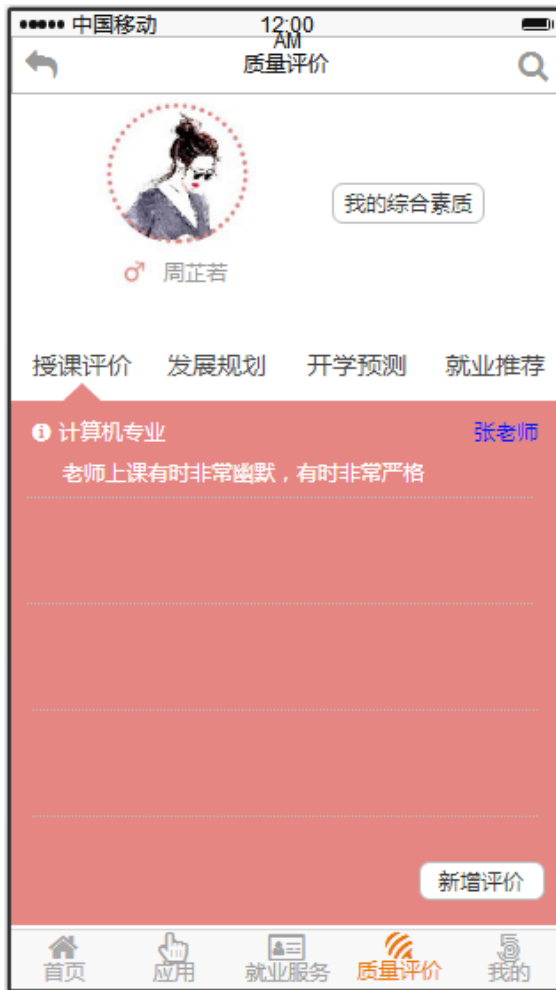 中国移动 12:00 AM
质量评价
我的综合素质
周芷若
授课评价 发展规划 开学预测 就业推荐
计算机专业 张老师
老师上课有时非常幽默，有时非常严格
新增评价
首页 应用 就业服务 质量评价 我的